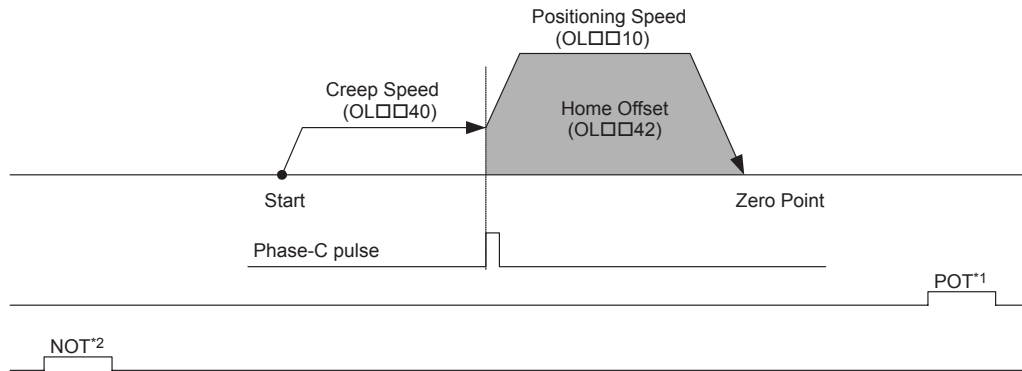 Positioning Speed
(OL□□10)
Creep Speed
(OL□□40)
Home Offset
(OL□□42)
Start
Zero Point
Phase-C pulse
POT*1
NOT*2